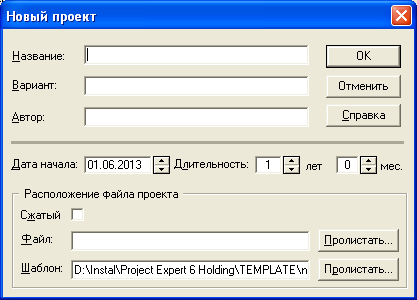 Новый проект
Название: OK
Вариант: Отменить
Автор: Справка
Дата начала: 01.06.2013 Длительность: 1 лет 0 мес.
Расположение файла проекта
Сжатый
Файл: Пролистать...
Шаблон: D:\Instal\Project Expert 6 Holding\TEMPLATE\n Пролистать...